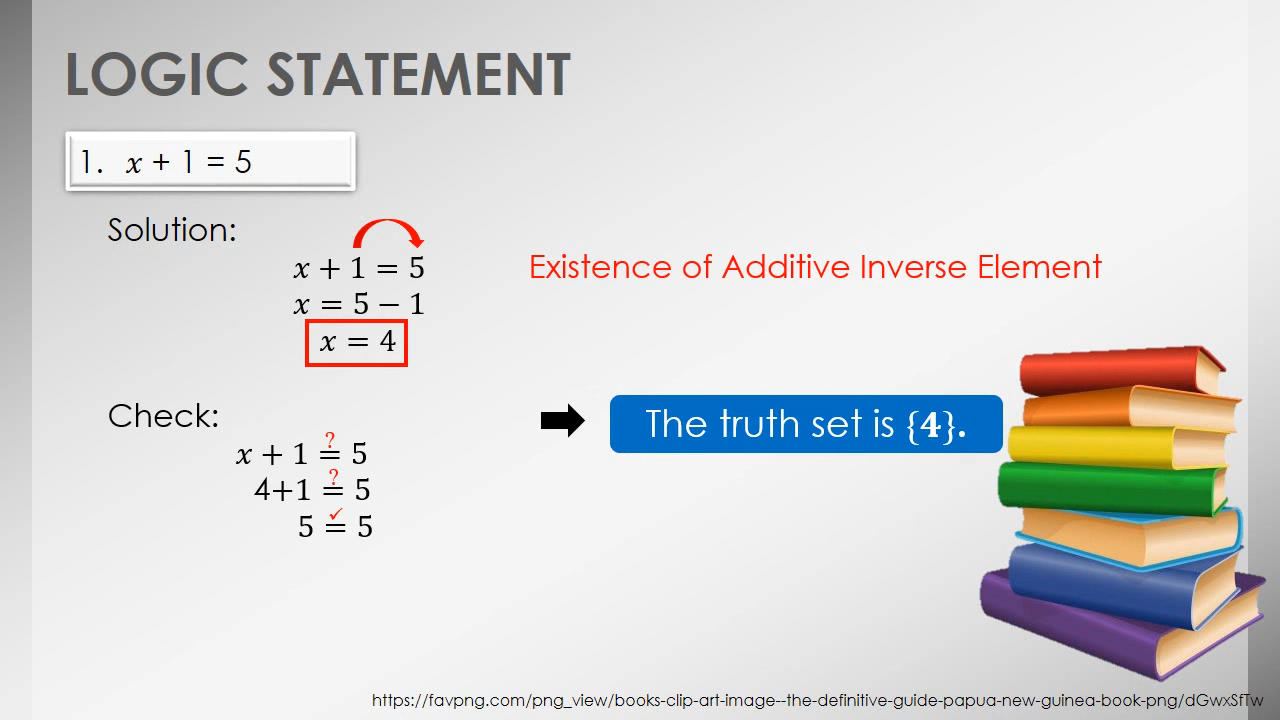 LOGIC STATEMENT
1. 𝑥 + 1 = 5
Solution:
𝑥 + 1 = 5
Existence of Additive Inverse Element
𝑥 = 5 − 1
𝑥 = 4
Check:
The truth set is {4}.
?
𝑥 + 1 = 5
?
4+1 = 5
✓
5 = 5
https://favpng.com/png_view/books-clip-art-image--the-definitive-guide-papua-new-guinea-book-png/dGwxSfTw